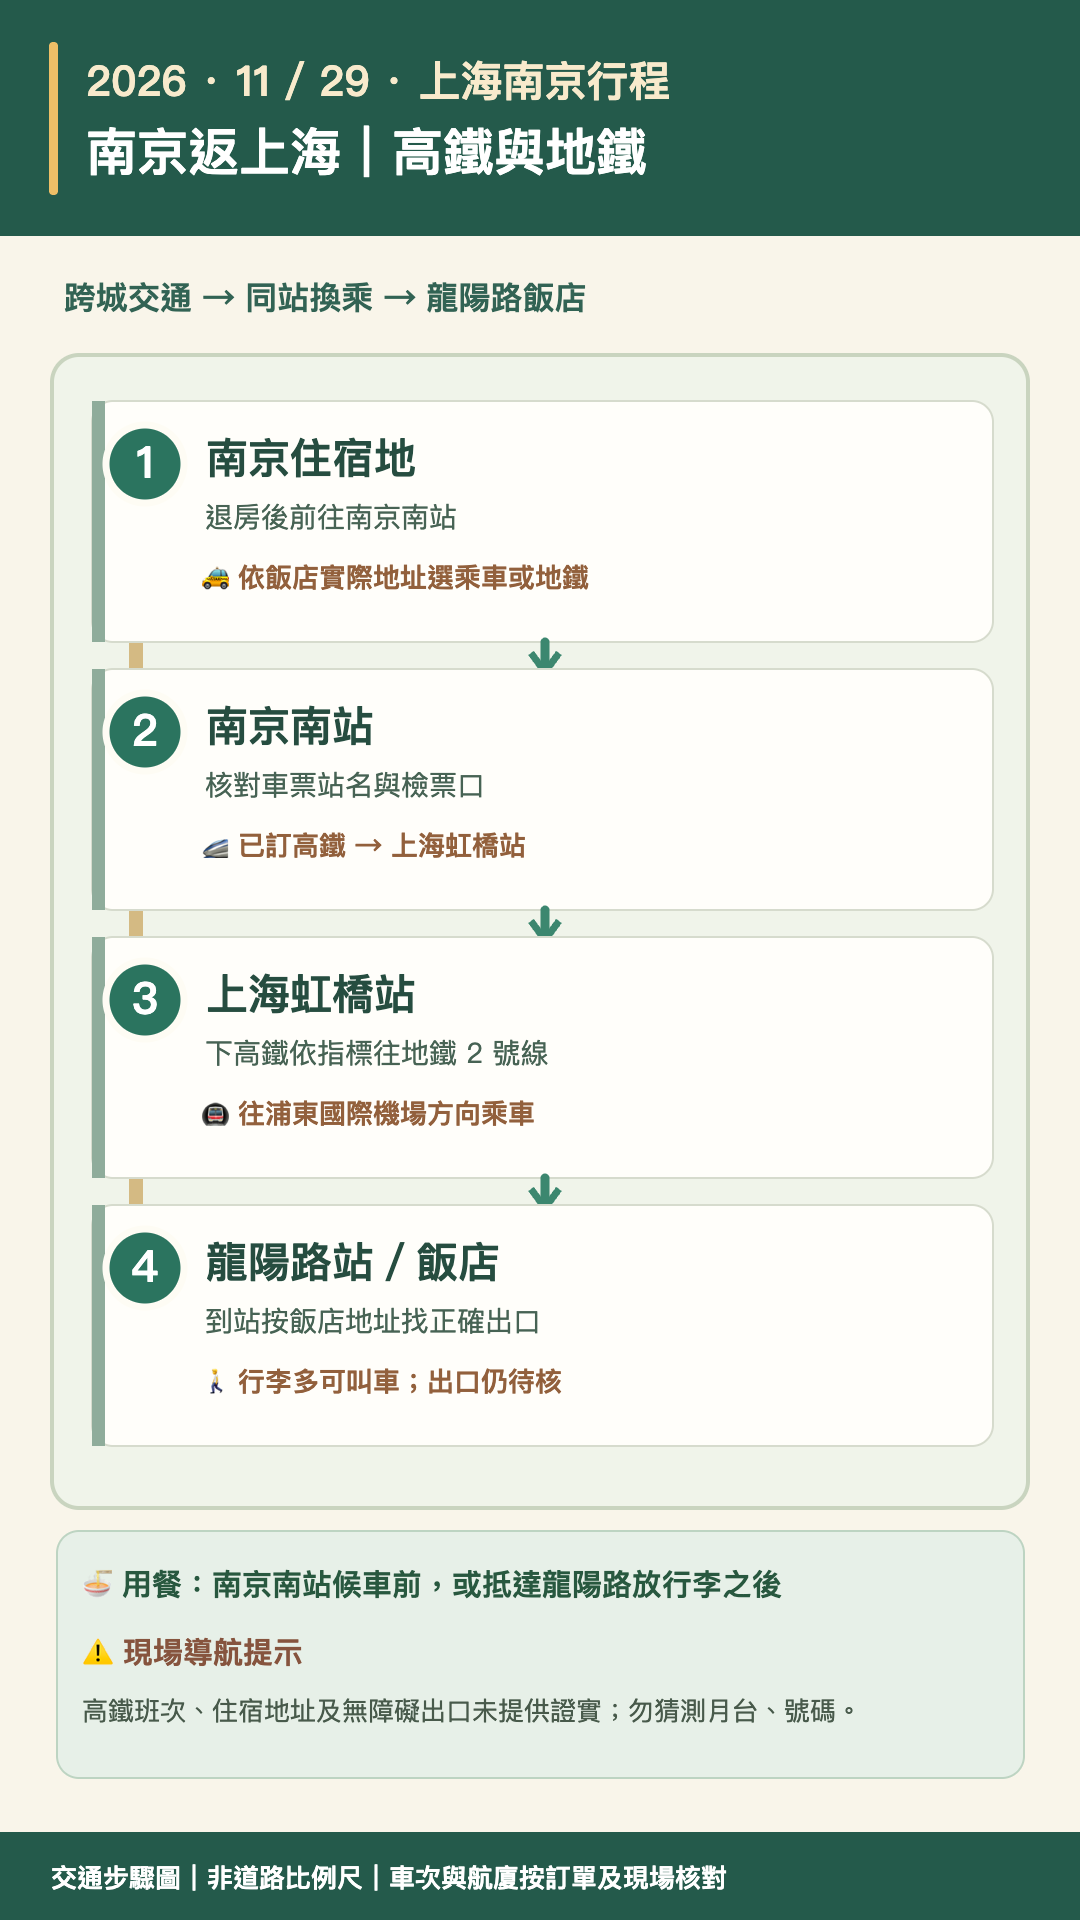 2026 · 11 / 29 · 上海南京行程
南京返上海｜高鐵與地鐵
跨城交通 → 同站換乘 → 龍陽路飯店
1
南京住宿地
退房後前往南京南站
🚕 依飯店實際地址選乘車或地鐵
2
南京南站
核對車票站名與檢票口
🚄 已訂高鐵 → 上海虹橋站
3
上海虹橋站
下高鐵依指標往地鐵 2 號線
🚇 往浦東國際機場方向乘車
4
龍陽路站 / 飯店
到站按飯店地址找正確出口
🚶 行李多可叫車；出口仍待核
🍜 用餐：南京南站候車前，或抵達龍陽路放行李之後
⚠️ 現場導航提示
高鐵班次、住宿地址及無障礙出口未提供證實；勿猜測月台、號碼。
交通步驟圖｜非道路比例尺｜車次與航廈按訂單及現場核對